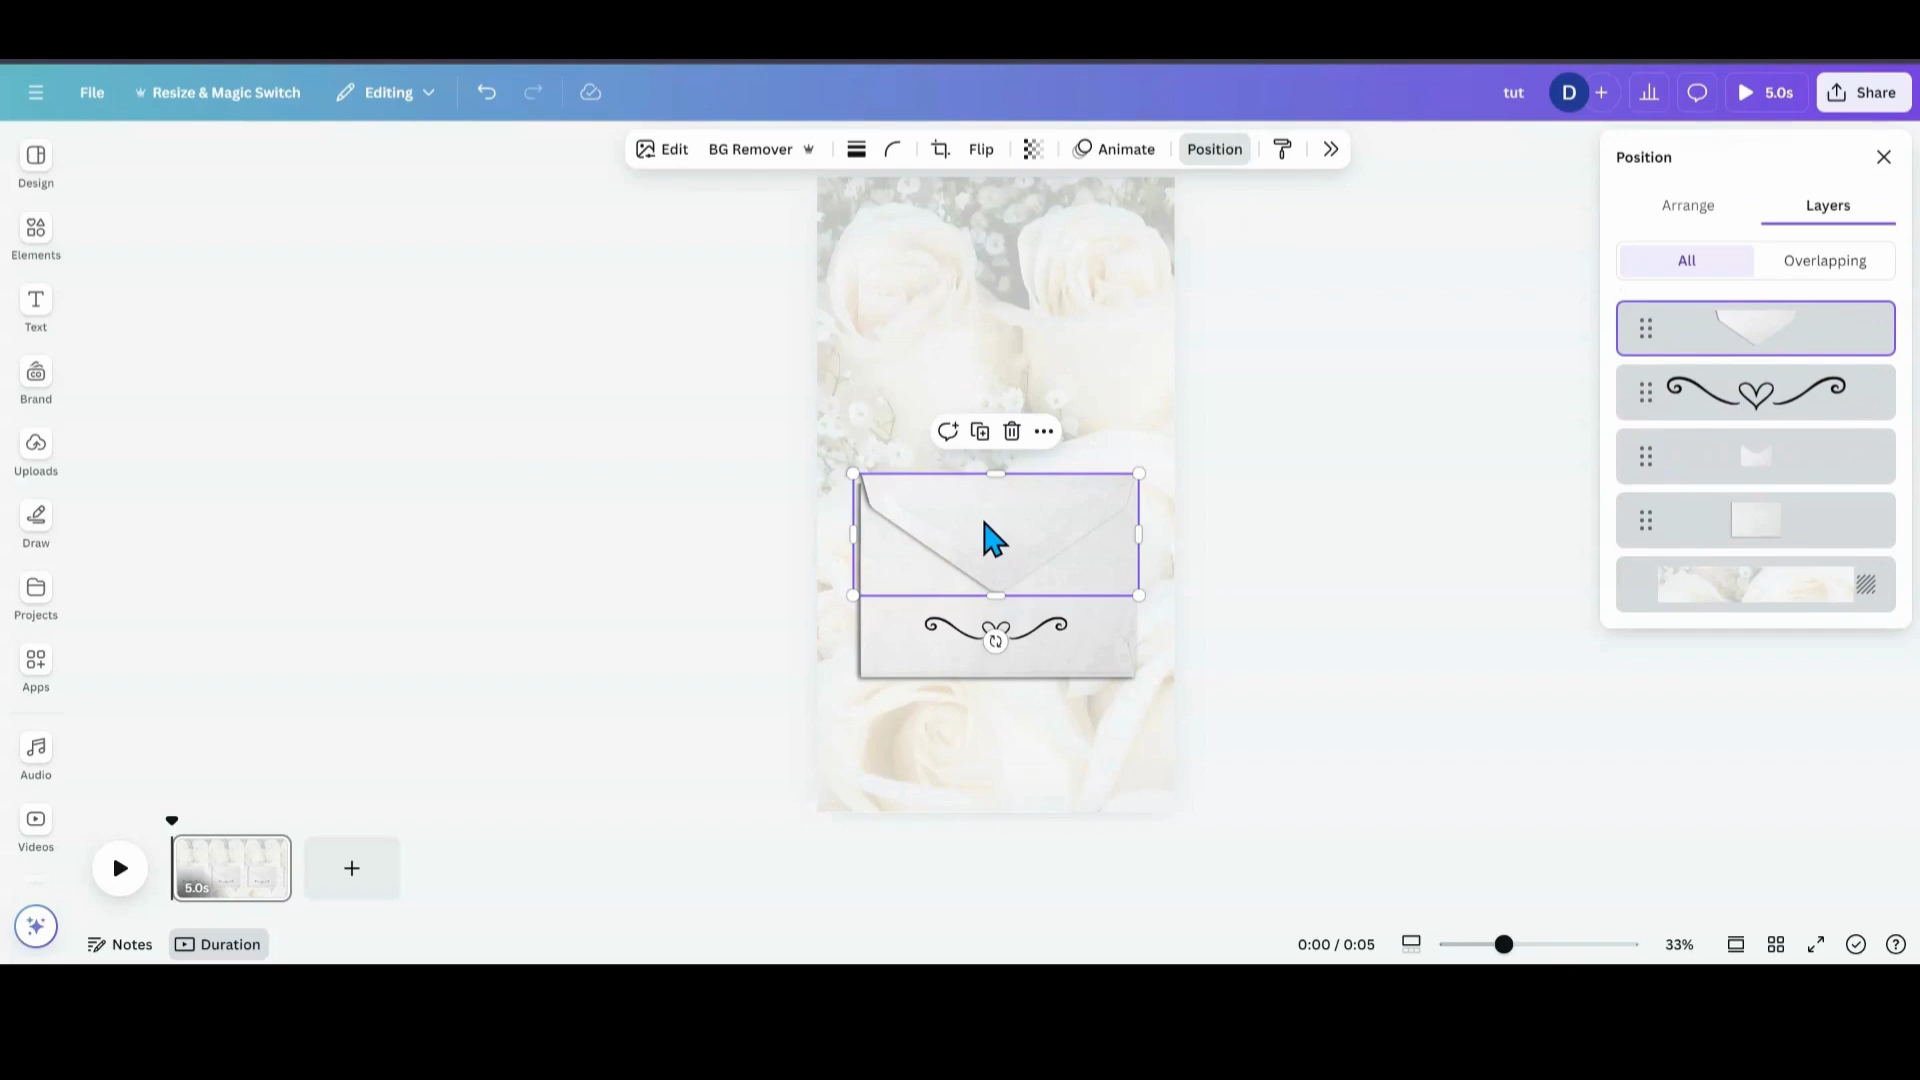 File
Resize & Magic Switch
Editing
tut
D
5.0s
Share
Edit
BG Remover
Flip
Animate
Position
Position
Arrange
Layers
All
Overlapping
Design
Elements
Text
Brand
Uploads
Draw
Projects
Apps
Audio
Videos
5.0s
Notes
Duration
0:00 / 0:05
33%